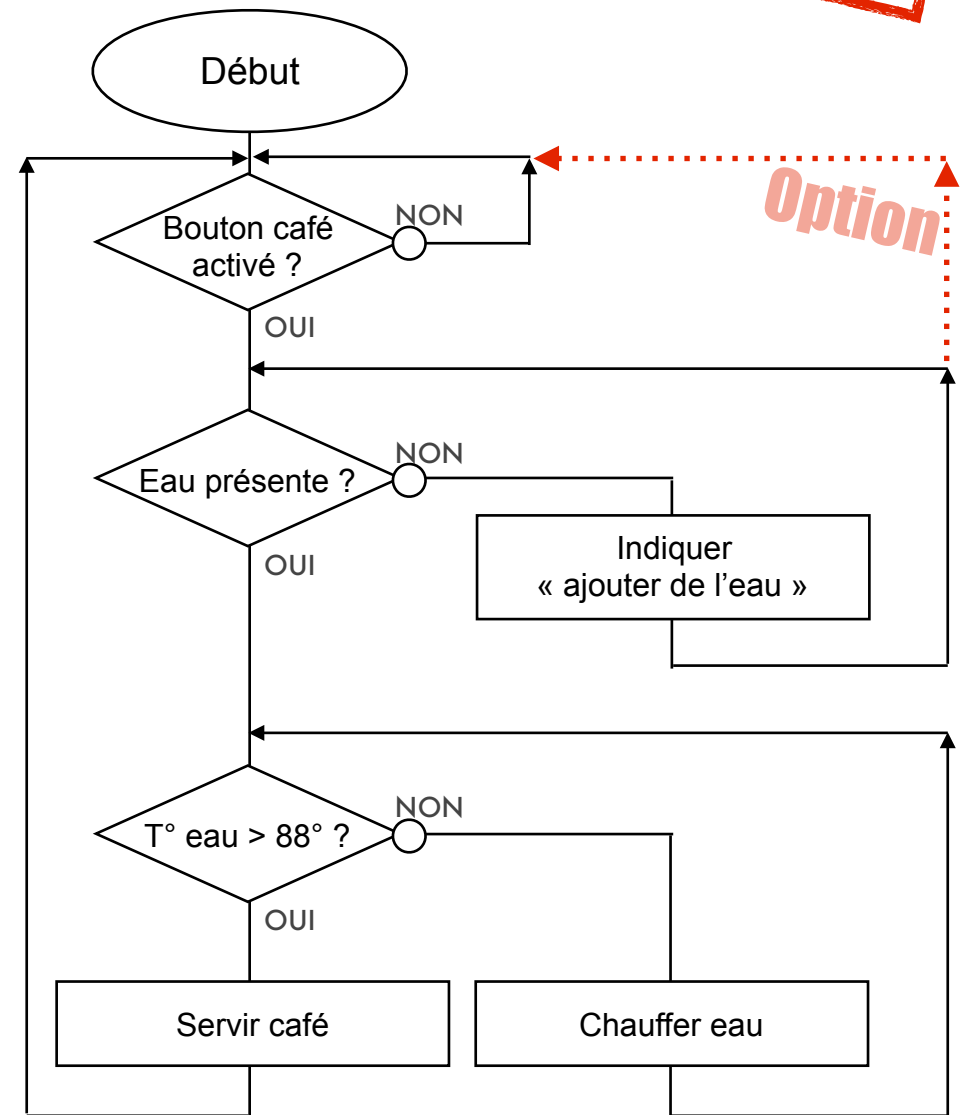 Début
Option
Bouton café
activé ?
NON
OUI
Eau présente ?
NON
OUI
Indiquer
« ajouter de l’eau »
T° eau > 88° ?
NON
OUI
Servir café
Chauffer eau